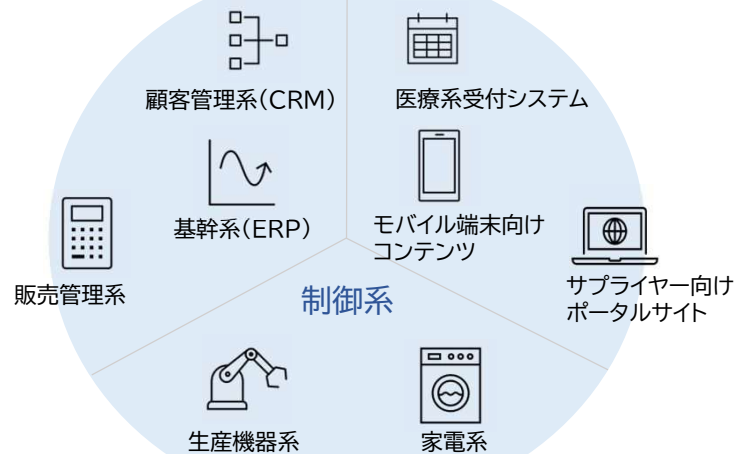 顧客管理系(CRM)
医療系受付システム
基幹系(ERP)
モバイル端末向け
コンテンツ
販売管理系
サプライヤー向け
ポータルサイト
制御系
生産機器系
家電系